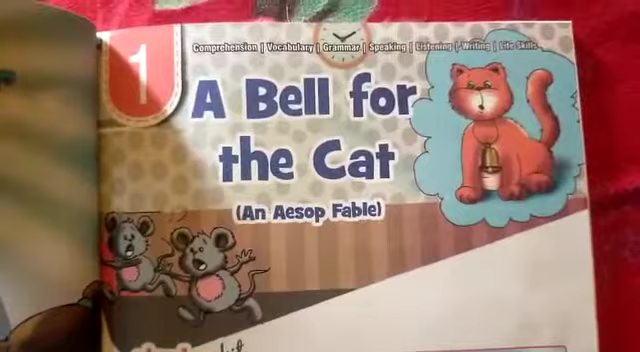 1
Comprehension | Vocabulary | Grammar | Speaking | Listening | Writing | Life Skills
A Bell for
the Cat
(An Aesop Fable)